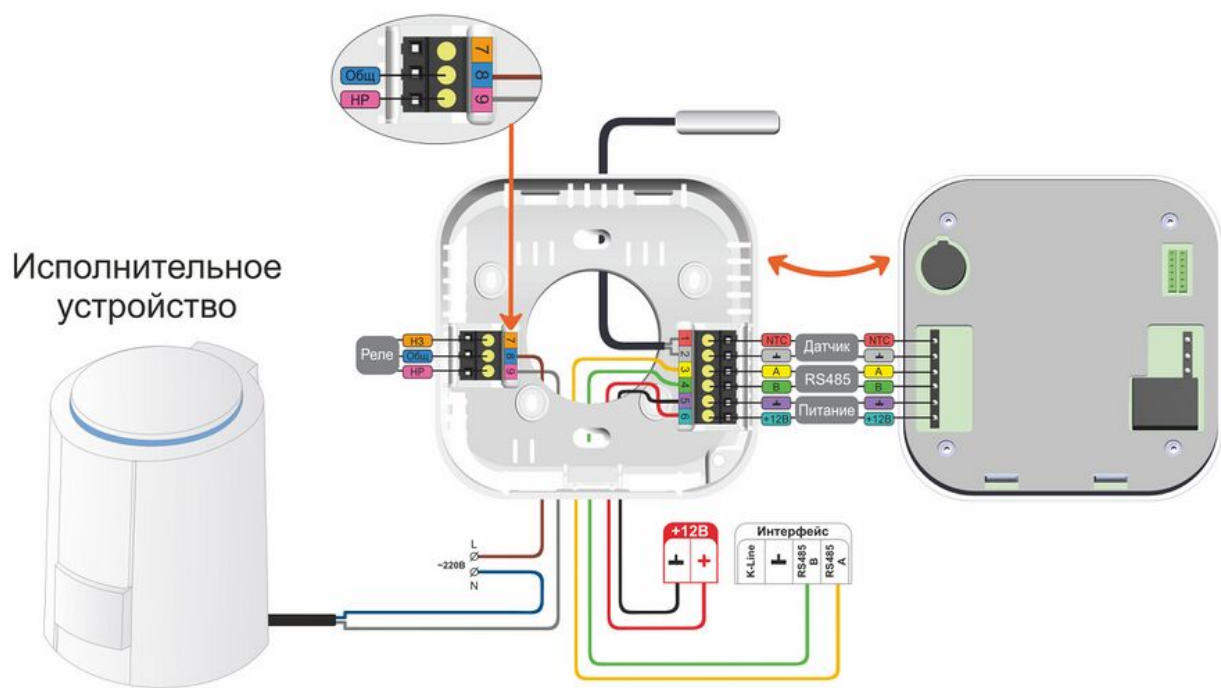 7
Общ
8
НР
9
Исполнительное
устройство
Реле
НЗ
7
Общ
8
НР
9
1
NTC
Датчик
NTC
2
3
A
RS485
A
4
B
B
5
Питание
6
+12В
+12В
L
~220В
N
+12В
+
Интерфейс
K-Line
RS485
B
RS485
A